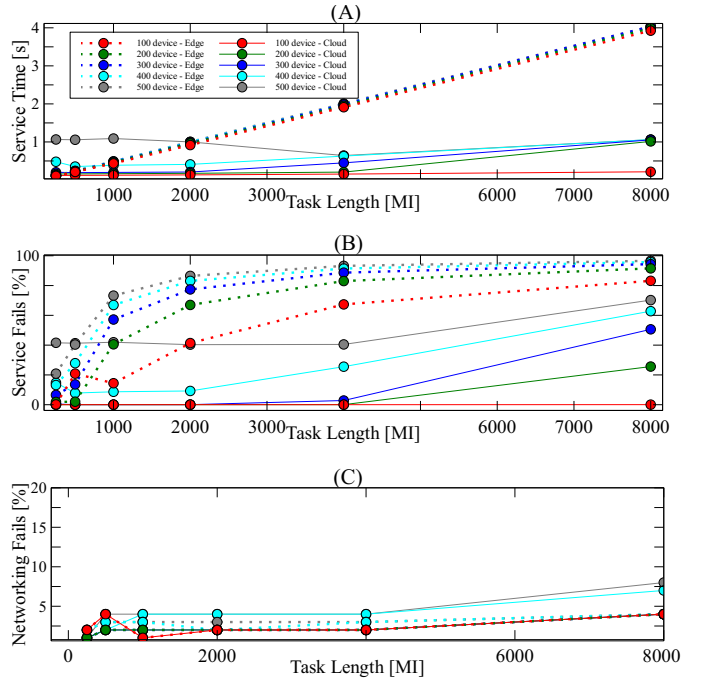 (A)
Service Time [s]
4
3
2
1
100 device - Edge
200 device - Edge
300 device - Edge
400 device - Edge
500 device - Edge
100 device - Cloud
200 device - Cloud
300 device - Cloud
400 device - Cloud
500 device - Cloud
1000 2000 3000 6000 7000 8000
Task Length [MI]
(B)
Service Fails [%]
100
0
1000 2000 3000 6000 7000 8000
Task Length [MI]
(C)
Networking Fails [%]
20
15
10
5
0 2000 6000 8000
Task Length [MI]